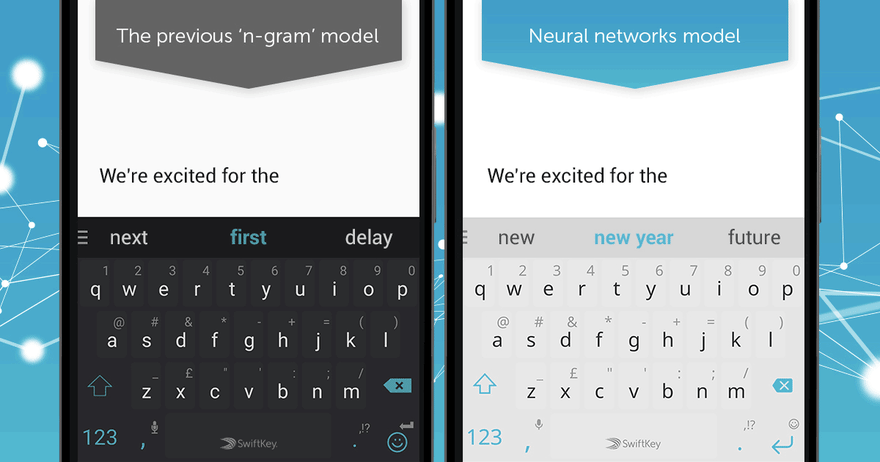 The previous ‘n-gram’ model
We're excited for the
next first delay
1 2 3 4 5 6 7 8 9 0
q w e r t y u i o p
@ # & * - + = ( )
a s d f g h j k l
_ £ " ' : ; /
z x c v b n m
,!?
123 , SwiftKey .
Neural networks model
We're excited for the
new new year future
1 2 3 4 5 6 7 8 9 0
q w e r t y u i o p
@ # & * - + = ( )
a s d f g h j k l
_ £ " ' : ; /
z x c v b n m
,!?
123 , SwiftKey .